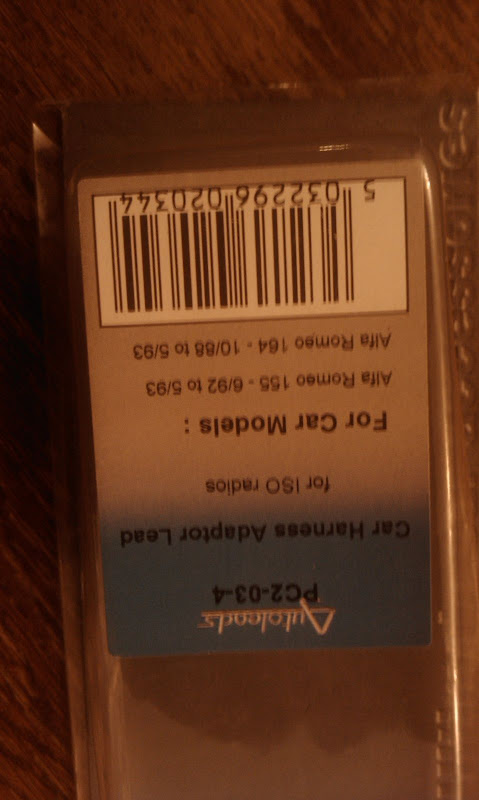 Autoleads
PC2-03-4
Car Harness Adaptor Lead
for ISO radios
For Car Models :
Alfa Romeo 155 - 6/92 to 5/93
Alfa Romeo 164 - 10/88 to 5/93
5 032296 020344